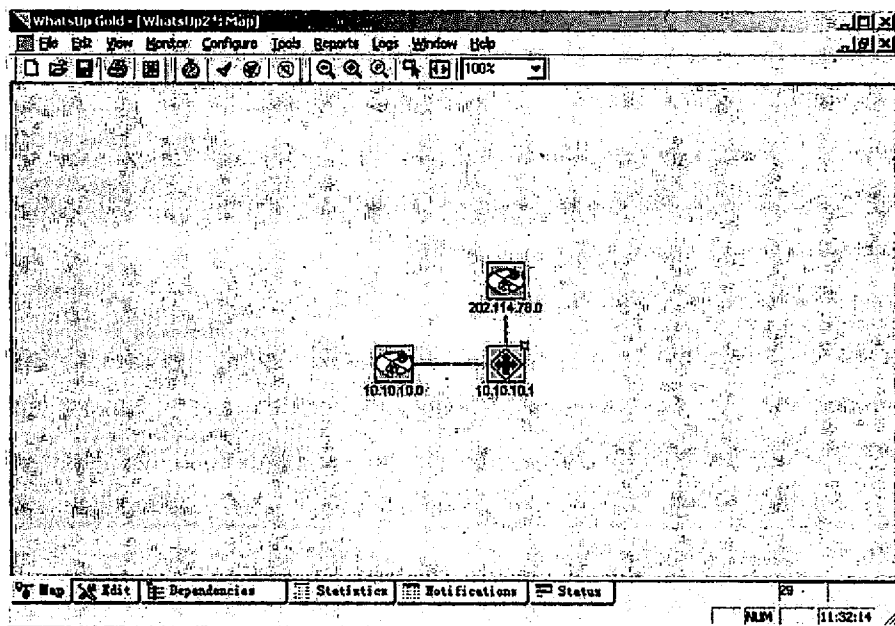 WhatsUp Gold - [WhatsUp2*: Map]
File Edit View Monitor Configure Tools Reports Logs Window Help
100%
202.114.78.0
10.10.10.0
10.10.10.1
Map Edit Dependencies Statistics Notifications Status 29
NUM 11:32:14